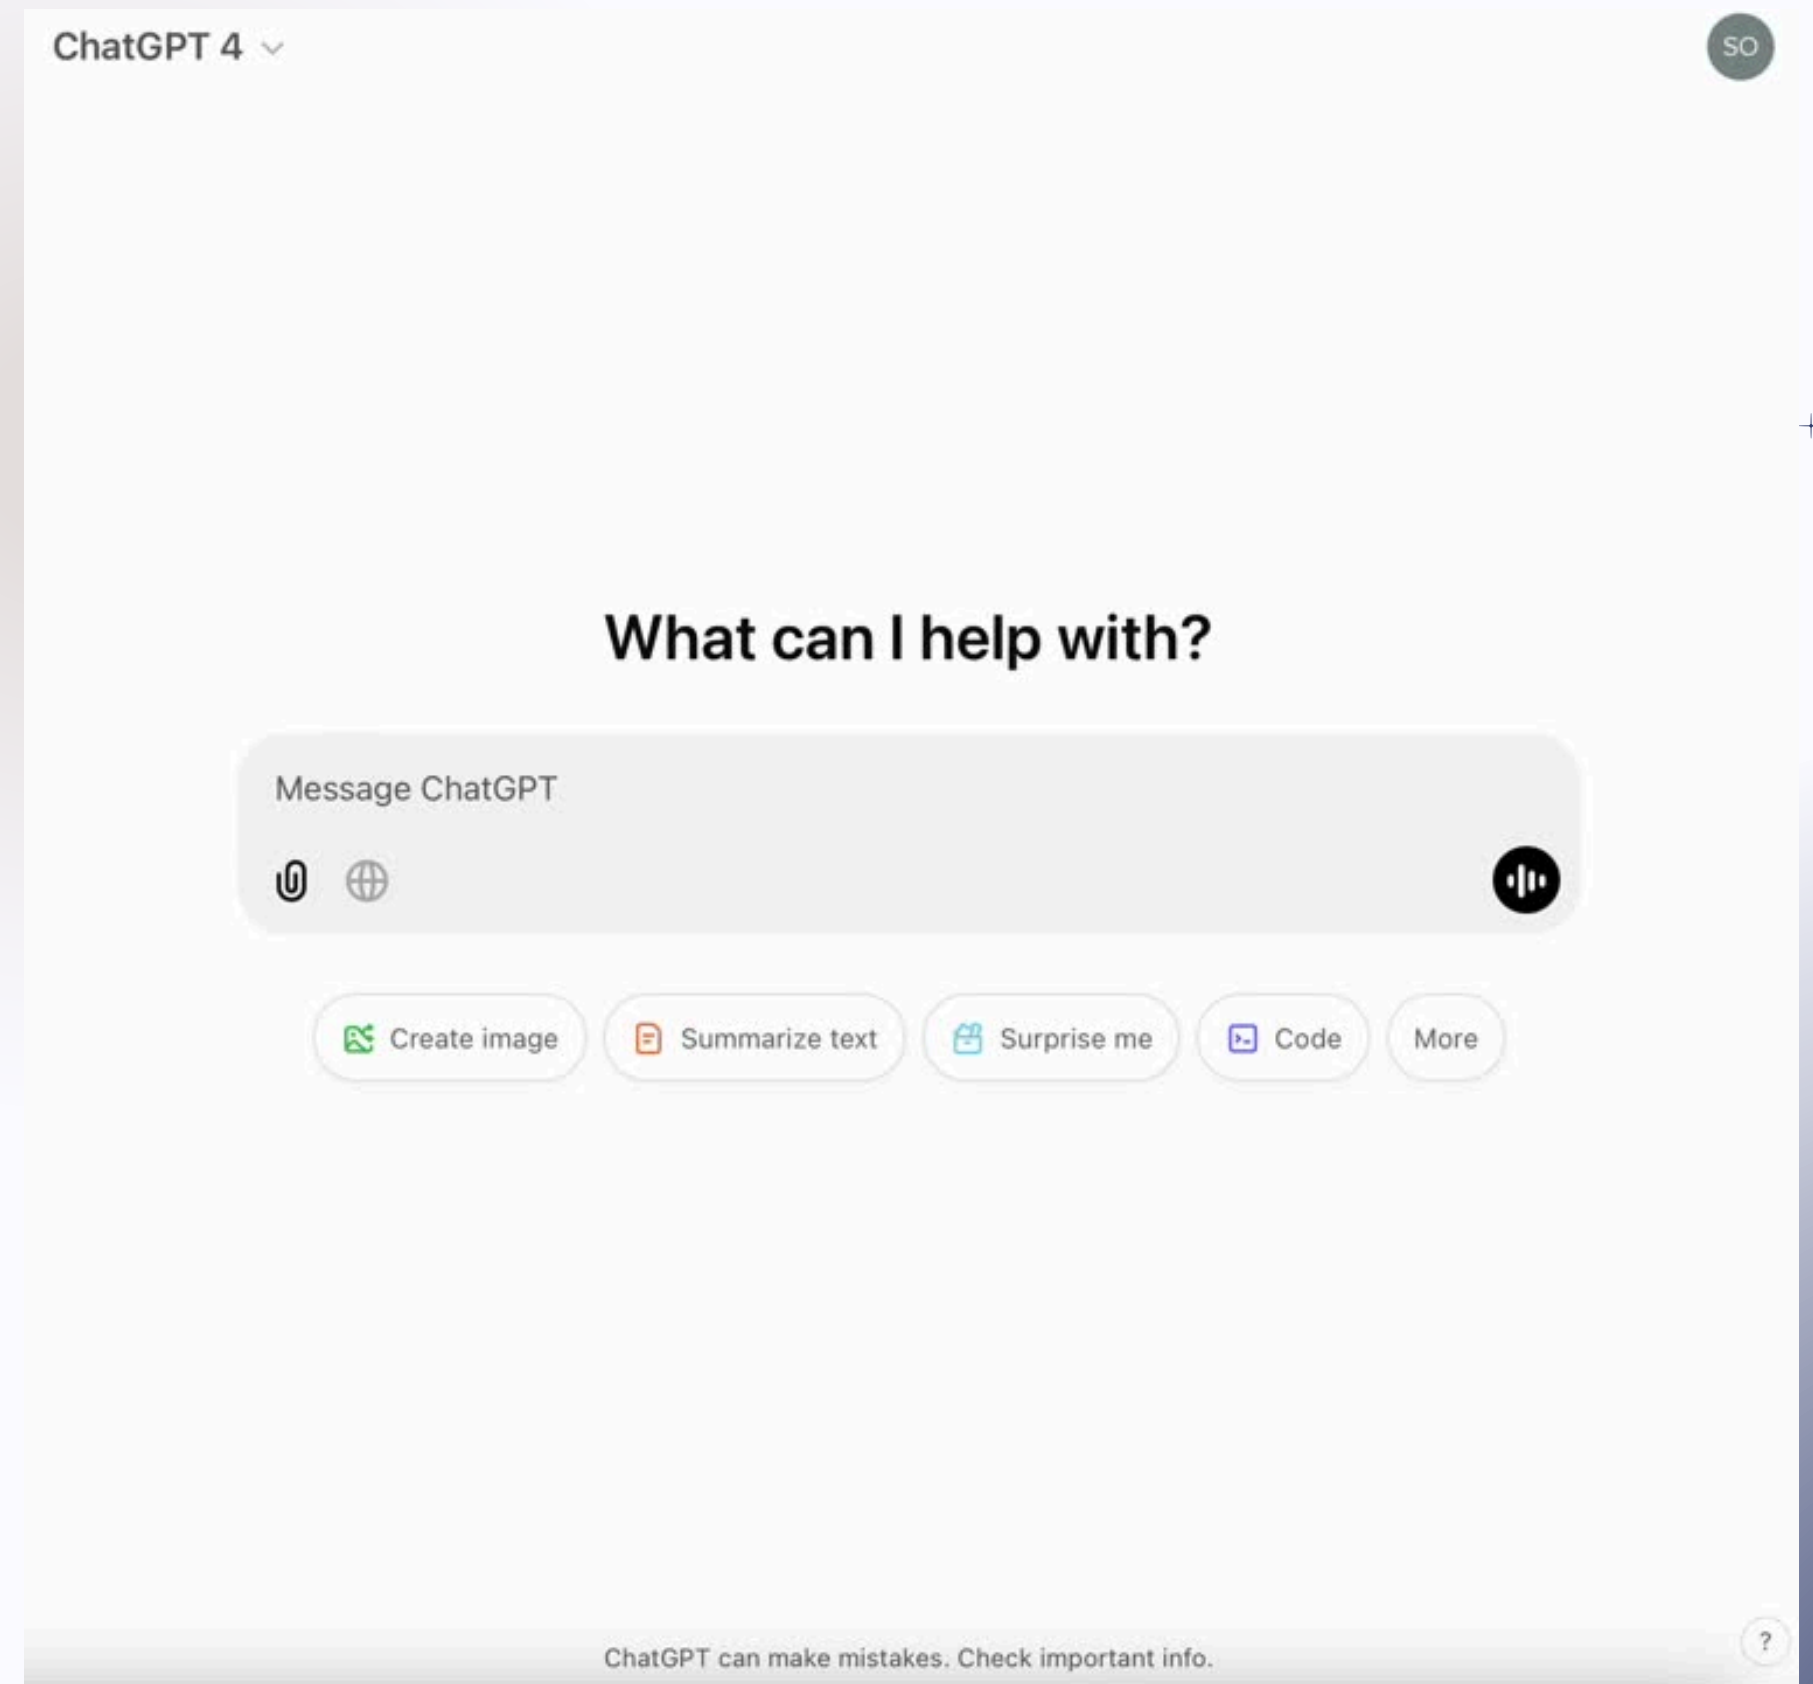 ChatGPT 4
SO
What can I help with?
Message ChatGPT
Create image
Summarize text
Surprise me
Code
More
ChatGPT can make mistakes. Check important info.
?